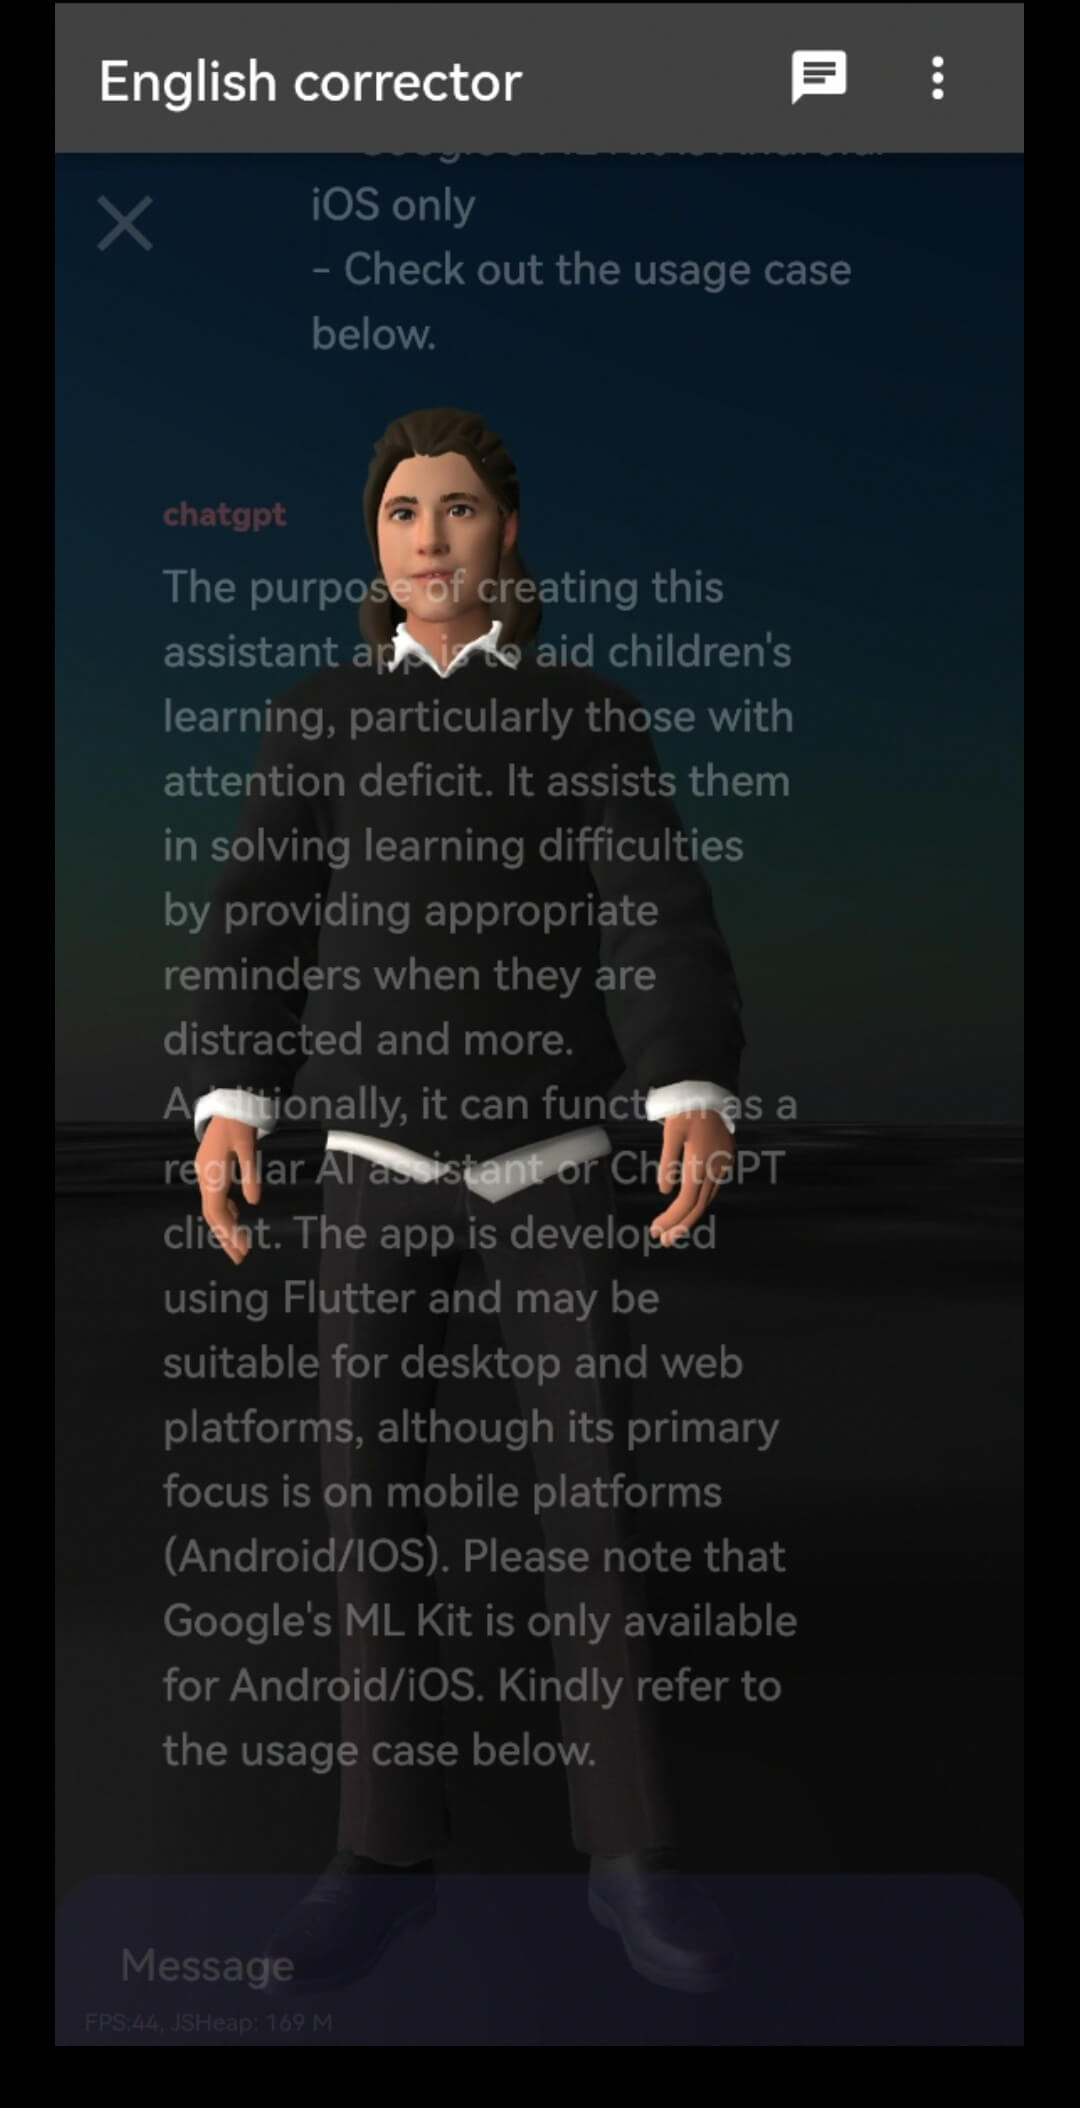 English corrector
iOS only
- Check out the usage case
below.
chatgpt
The purpose of creating this
assistant app is to aid children's
learning, particularly those with
attention deficit. It assists them
in solving learning difficulties
by providing appropriate
reminders when they are
distracted and more.
Additionally, it can function as a
regular AI assistant or ChatGPT
client. The app is developed
using Flutter and may be
suitable for desktop and web
platforms, although its primary
focus is on mobile platforms
(Android/IOS). Please note that
Google's ML Kit is only available
for Android/iOS. Kindly refer to
the usage case below.
Message
FPS:44, JSHeap: 169 M